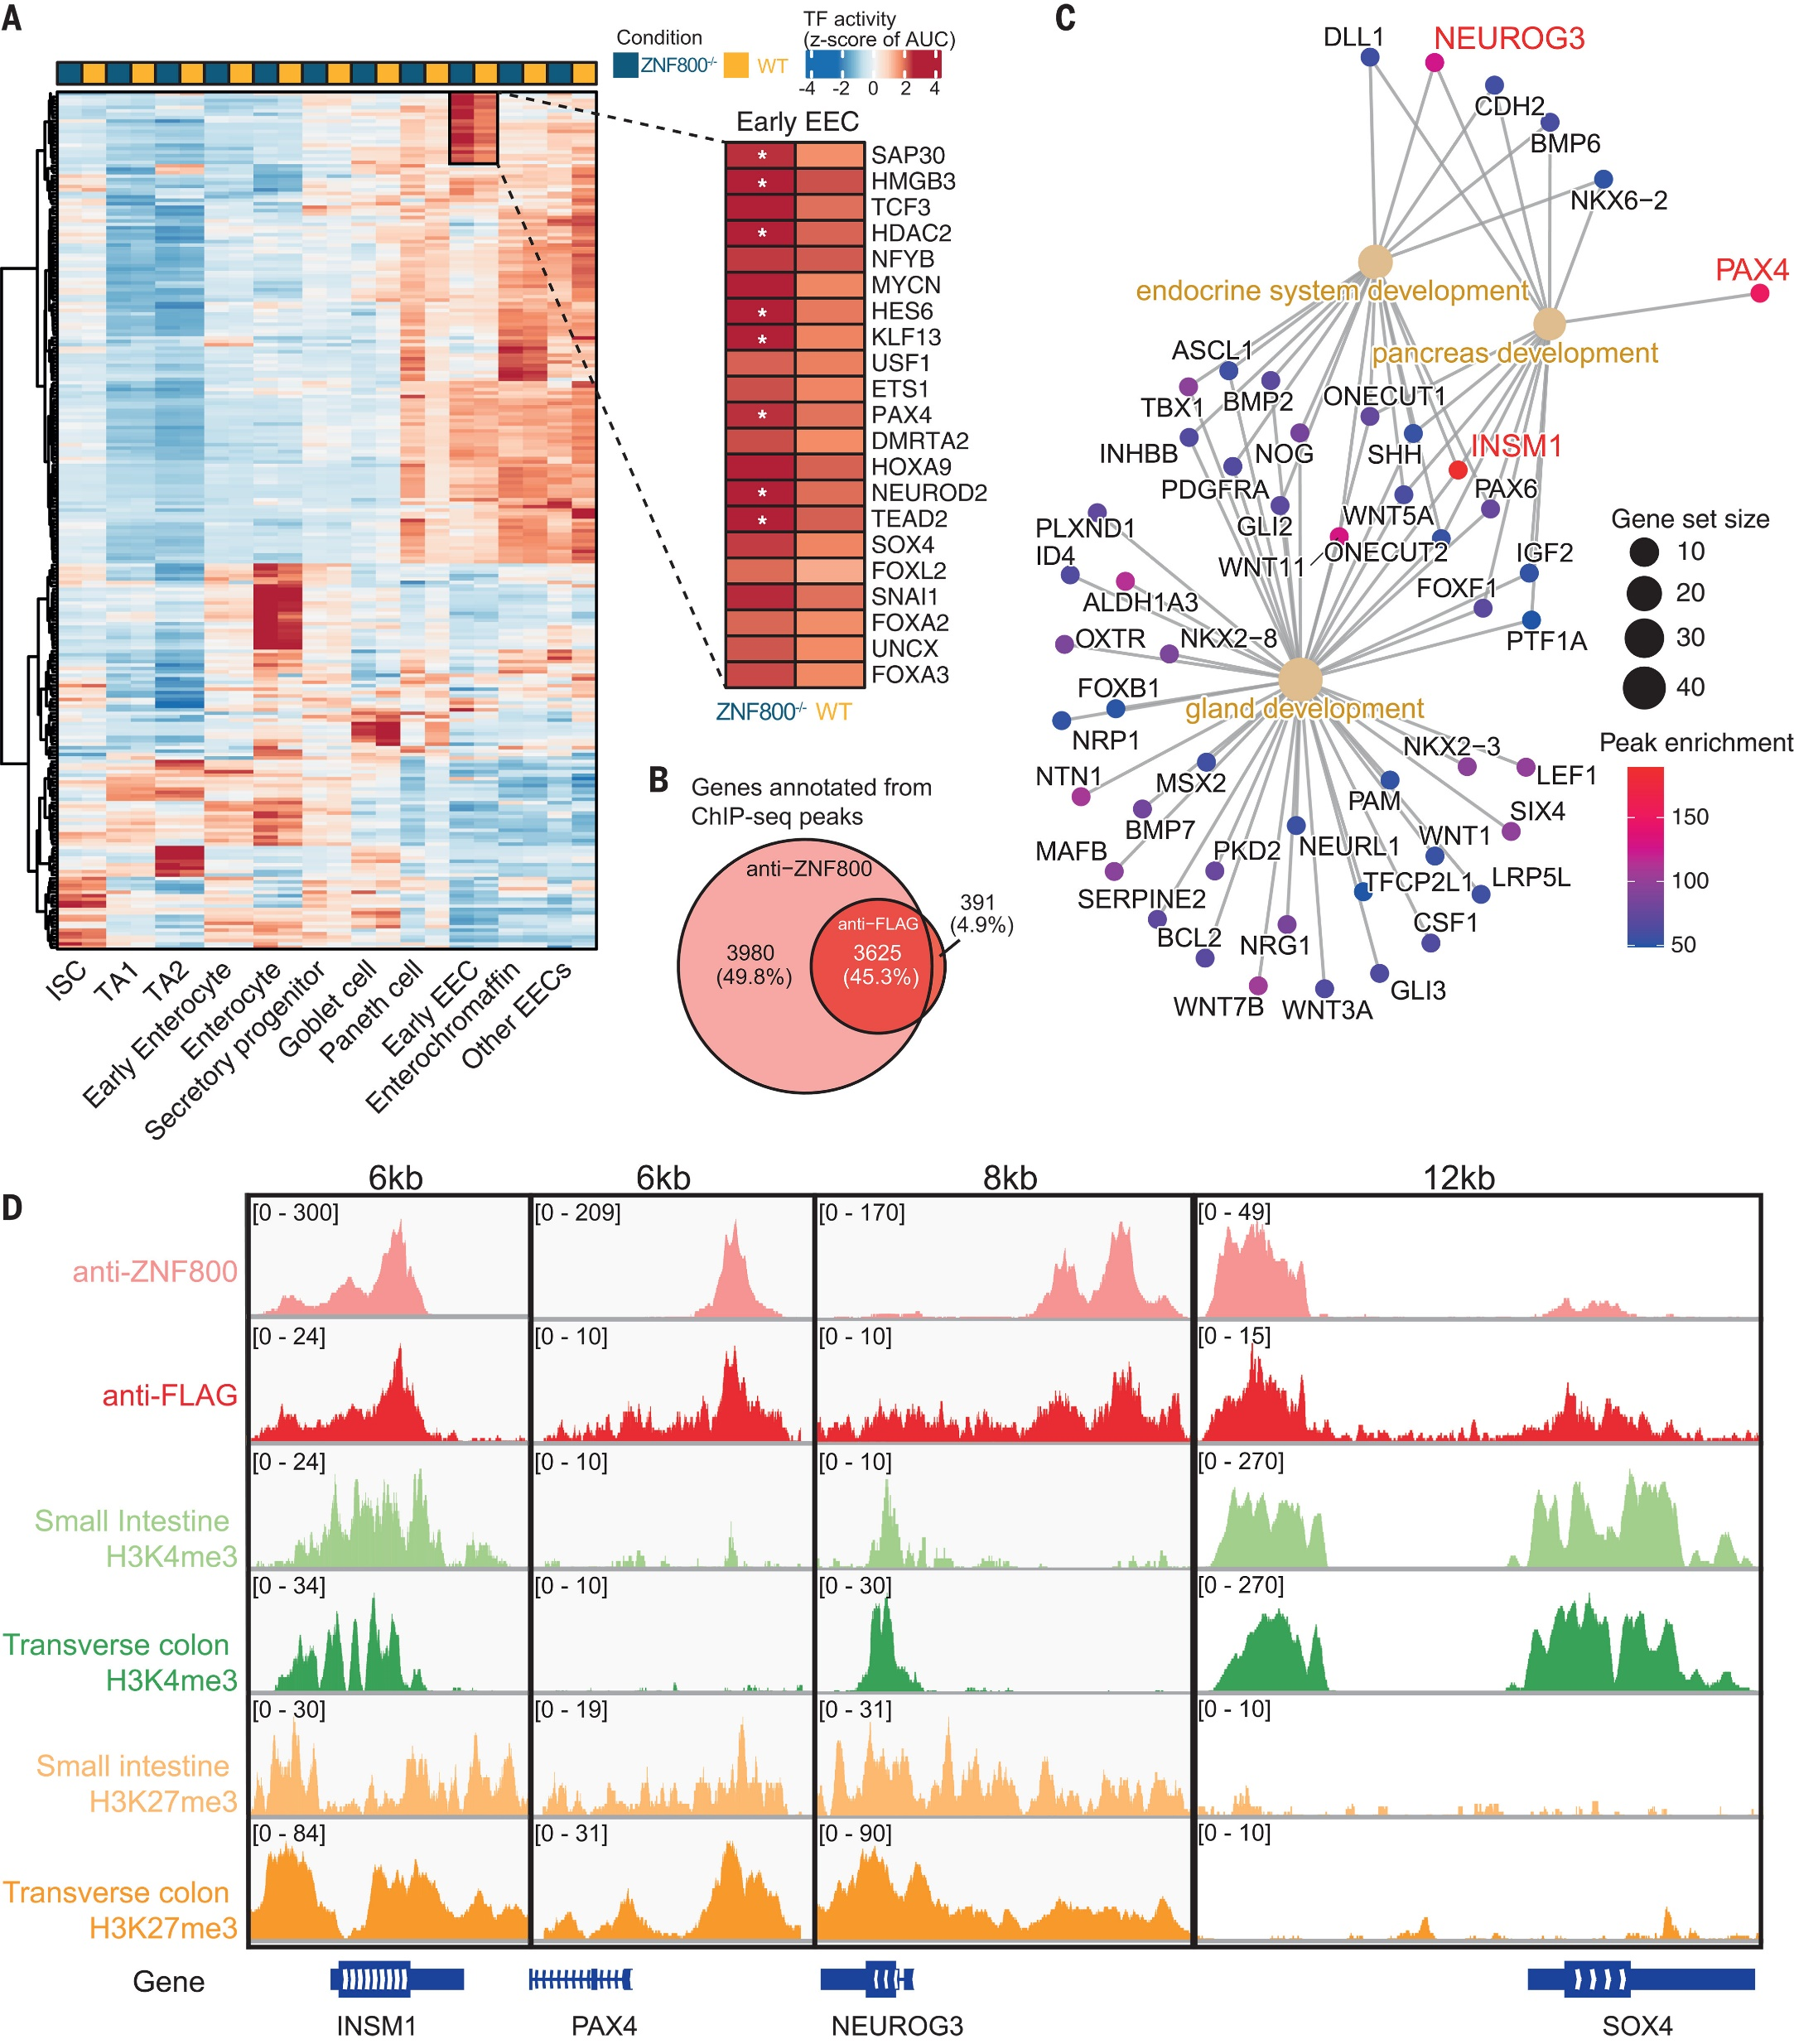 A
Condition
ZNF800-/-
WT
TF activity
(z-score of AUC)
-4 -2 0 2 4
Early EEC
*
SAP30
*
HMGB3
TCF3
*
HDAC2
NFYB
MYCN
*
HES6
*
KLF13
USF1
ETS1
*
PAX4
DMRTA2
HOXA9
*
NEUROD2
*
TEAD2
SOX4
FOXL2
SNAI1
FOXA2
UNCX
FOXA3
ZNF800-/- WT
ISC
TA1
TA2
Early Enterocyte
Enterocyte
Secretory progenitor
Goblet cell
Paneth cell
Early EEC
Enterochromaffin
Other EECs
B
Genes annotated from
ChIP-seq peaks
anti−ZNF800
anti−FLAG
3980
(49.8%)
3625
(45.3%)
391
(4.9%)
C
DLL1
NEUROG3
CDH2
BMP6
NKX6−2
PAX4
endocrine system development
pancreas development
ASCL1
TBX1
BMP2
ONECUT1
INHBB
NOG
SHH
INSM1
PDGFRA
PAX6
GLI2
WNT5A
PLXND1
ID4
WNT11
ONECUT2
IGF2
ALDH1A3
FOXF1
OXTR
NKX2−8
PTF1A
FOXB1
gland development
NRP1
NKX2−3
NTN1
MSX2
LEF1
PAM
BMP7
SIX4
MAFB
PKD2
NEURL1
WNT1
SERPINE2
TFCP2L1
LRP5L
BCL2
NRG1
CSF1
WNT7B
WNT3A
GLI3
Gene set size
10
20
30
40
Peak enrichment
150
100
50
D
6kb
6kb
8kb
12kb
anti-ZNF800
[0 - 300]
[0 - 209]
[0 - 170]
[0 - 49]
anti-FLAG
[0 - 24]
[0 - 10]
[0 - 10]
[0 - 15]
Small Intestine
H3K4me3
[0 - 24]
[0 - 10]
[0 - 10]
[0 - 270]
Transverse colon
H3K4me3
[0 - 34]
[0 - 10]
[0 - 30]
[0 - 270]
Small intestine
H3K27me3
[0 - 30]
[0 - 19]
[0 - 31]
[0 - 10]
Transverse colon
H3K27me3
[0 - 84]
[0 - 31]
[0 - 90]
[0 - 10]
Gene
INSM1
PAX4
NEUROG3
SOX4